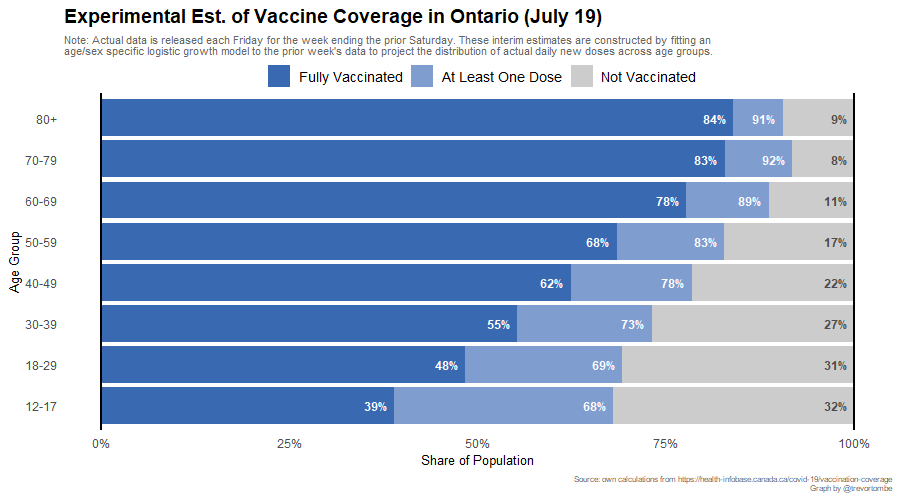 Experimental Est. of Vaccine Coverage in Ontario (July 19)
Note: Actual data is released each Friday for the week ending the prior Saturday. These interim estimates are constructed by fitting an
age/sex specific logistic growth model to the prior week's data to project the distribution of actual daily new doses across age groups.
Fully Vaccinated At Least One Dose Not Vaccinated
80+ 84% 91% 9%
70-79 83% 92% 8%
60-69 78% 89% 11%
50-59 68% 83% 17%
Age Group
40-49 62% 78% 22%
30-39 55% 73% 27%
18-29 48% 69% 31%
12-17 39% 68% 32%
0% 25% 50% 75% 100%
Share of Population
Source: own calculations from https://health-infobase.canada.ca/covid-19/vaccination-coverage
Graph by @trevortombe